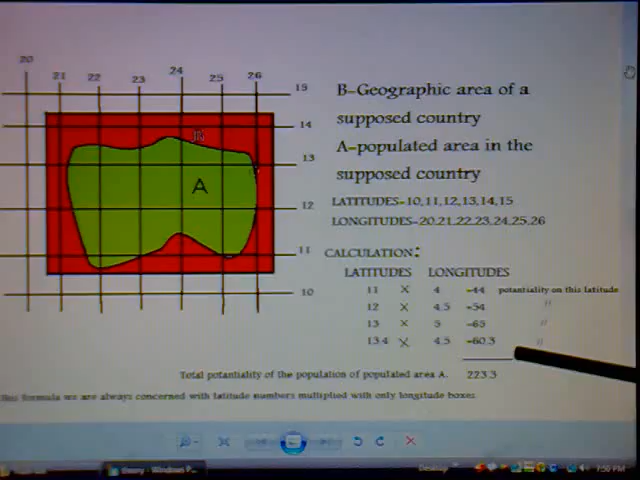 20
21 22 23 24 25 26
15
14
B
13
A
12
11
10
B-Geographic area of a
supposed country
A-populated area in the
supposed country
LATITUDES=10,11,12,13,14,15
LONGITUDES=20,21,22,23,24,25,26
CALCULATION:
LATITUDES LONGITUDES
11 X 4 =44 potentiality on this latitude
12 X 4.5 =54 //
13 X 5 =65 //
13.4 X 4.5 =60.3 //
Total potentiality of the population of populated area A. 223.3
this formula we are always concerned with latitude numbers multiplied with only longitude boxes.
Desktop 7:50 PM